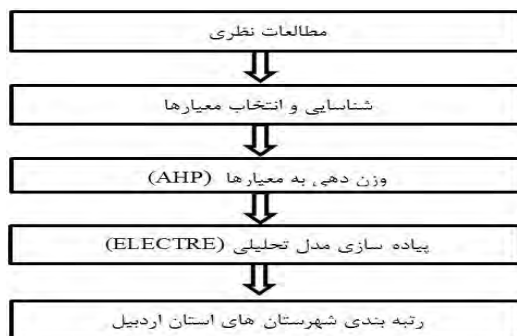 مطالعات نظری
شناسایی و انتخاب معیارها
وزن دهی به معیارها (AHP)
پیاده سازی مدل تحلیلی (ELECTRE)
رتبه بندی شهرستان های استان اردبیل